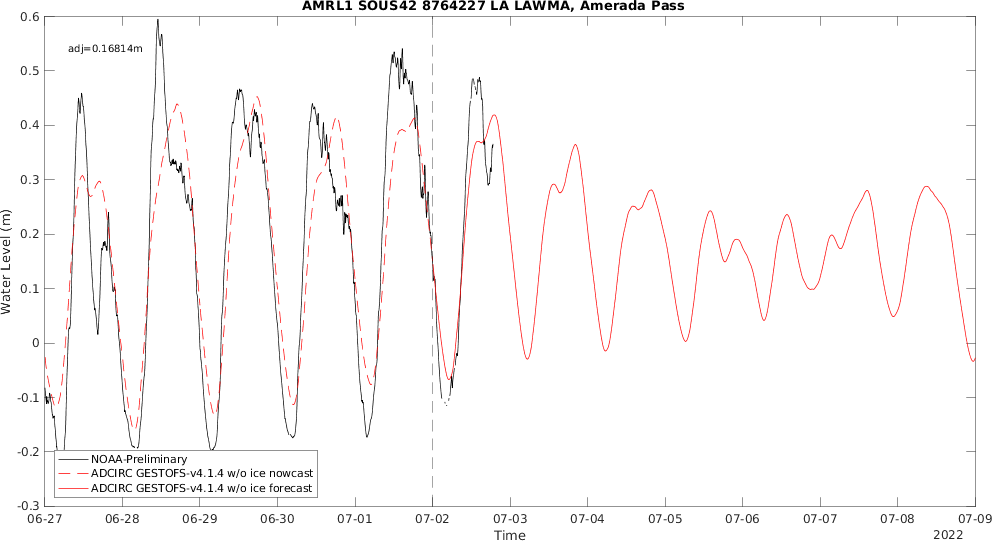 AMRL1 SOUS42 8764227 LA LAWMA, Amerada Pass
adj=0.16814m
0.6
0.5
0.4
0.3
0.2
0.1
0
-0.1
-0.2
-0.3
Water Level (m)
NOAA-Preliminary
ADCIRC GESTOFS-v4.1.4 w/o ice nowcast
ADCIRC GESTOFS-v4.1.4 w/o ice forecast
06-27 06-28 06-29 06-30 07-01 07-02 07-03 07-04 07-05 07-06 07-07 07-08 07-09
Time
2022